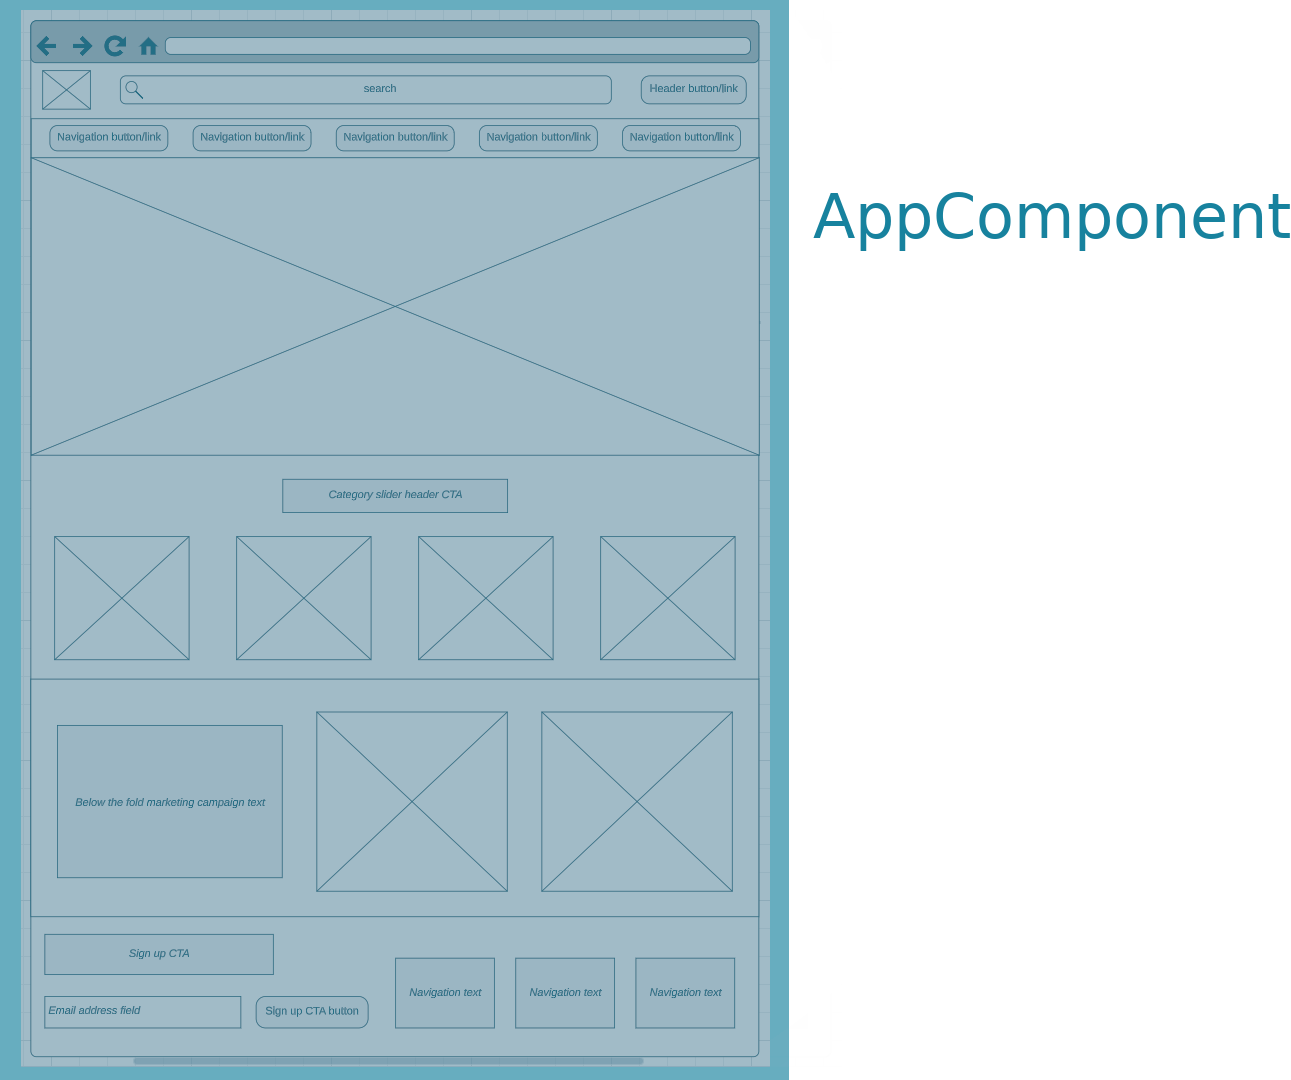 search
Header button/link
Navigation button/link
Navigation button/link
Navigation button/link
Navigation button/link
Navigation button/link
AppComponent
Category slider header CTA
Below the fold marketing campaign text
Sign up CTA
Email address field
Sign up CTA button
Navigation text
Navigation text
Navigation text